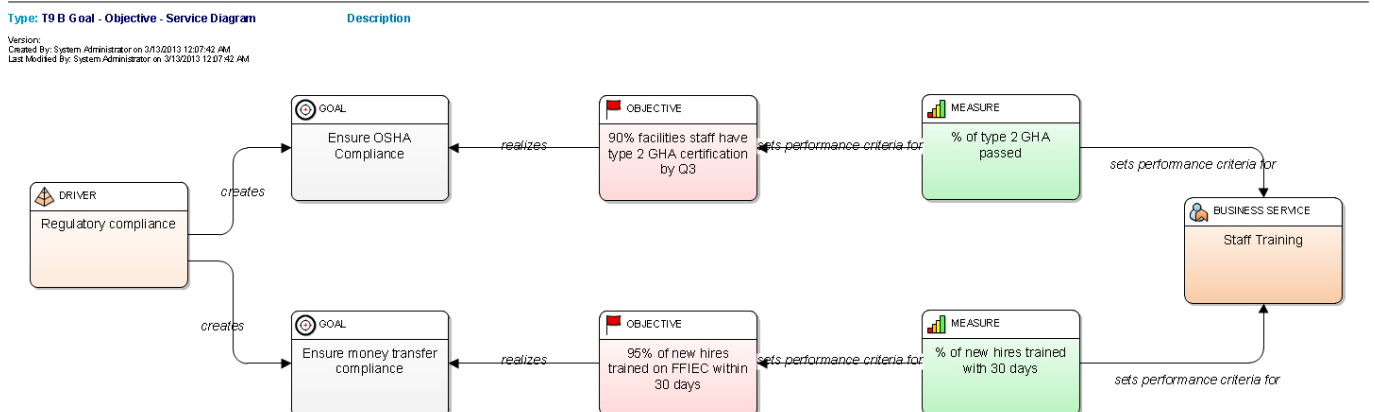 Type: T9 B Goal - Objective - Service Diagram
Description
Version:
Created By: System Administrator on 3/13/2013 12:07:42 AM
Last Modified By: System Administrator on 3/13/2013 12:07:42 AM
GOAL
Ensure OSHA
Compliance
realizes
OBJECTIVE
90% facilities staff have
type 2 GHA certification
by Q3
sets performance criteria for
MEASURE
% of type 2 GHA
passed
sets performance criteria for
DRIVER
Regulatory compliance
creates
BUSINESS SERVICE
Staff Training
creates
GOAL
Ensure money transfer
compliance
realizes
OBJECTIVE
95% of new hires
trained on FFIEC within
30 days
sets performance criteria for
MEASURE
% of new hires trained
with 30 days
sets performance criteria for